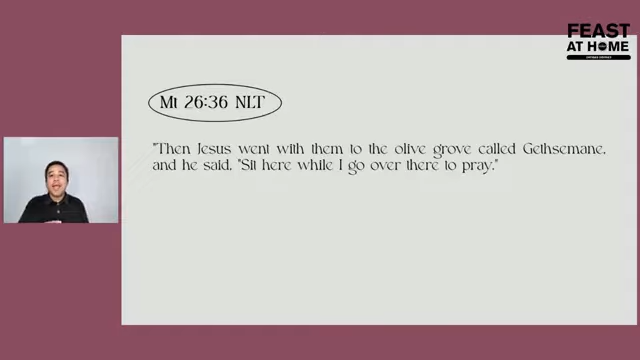 FEAST
AT HOME
Mt 26:36 NLT
"Then Jesus went with them to the olive grove called Gethsemane,
and he said, "Sit here while I go over there to pray."